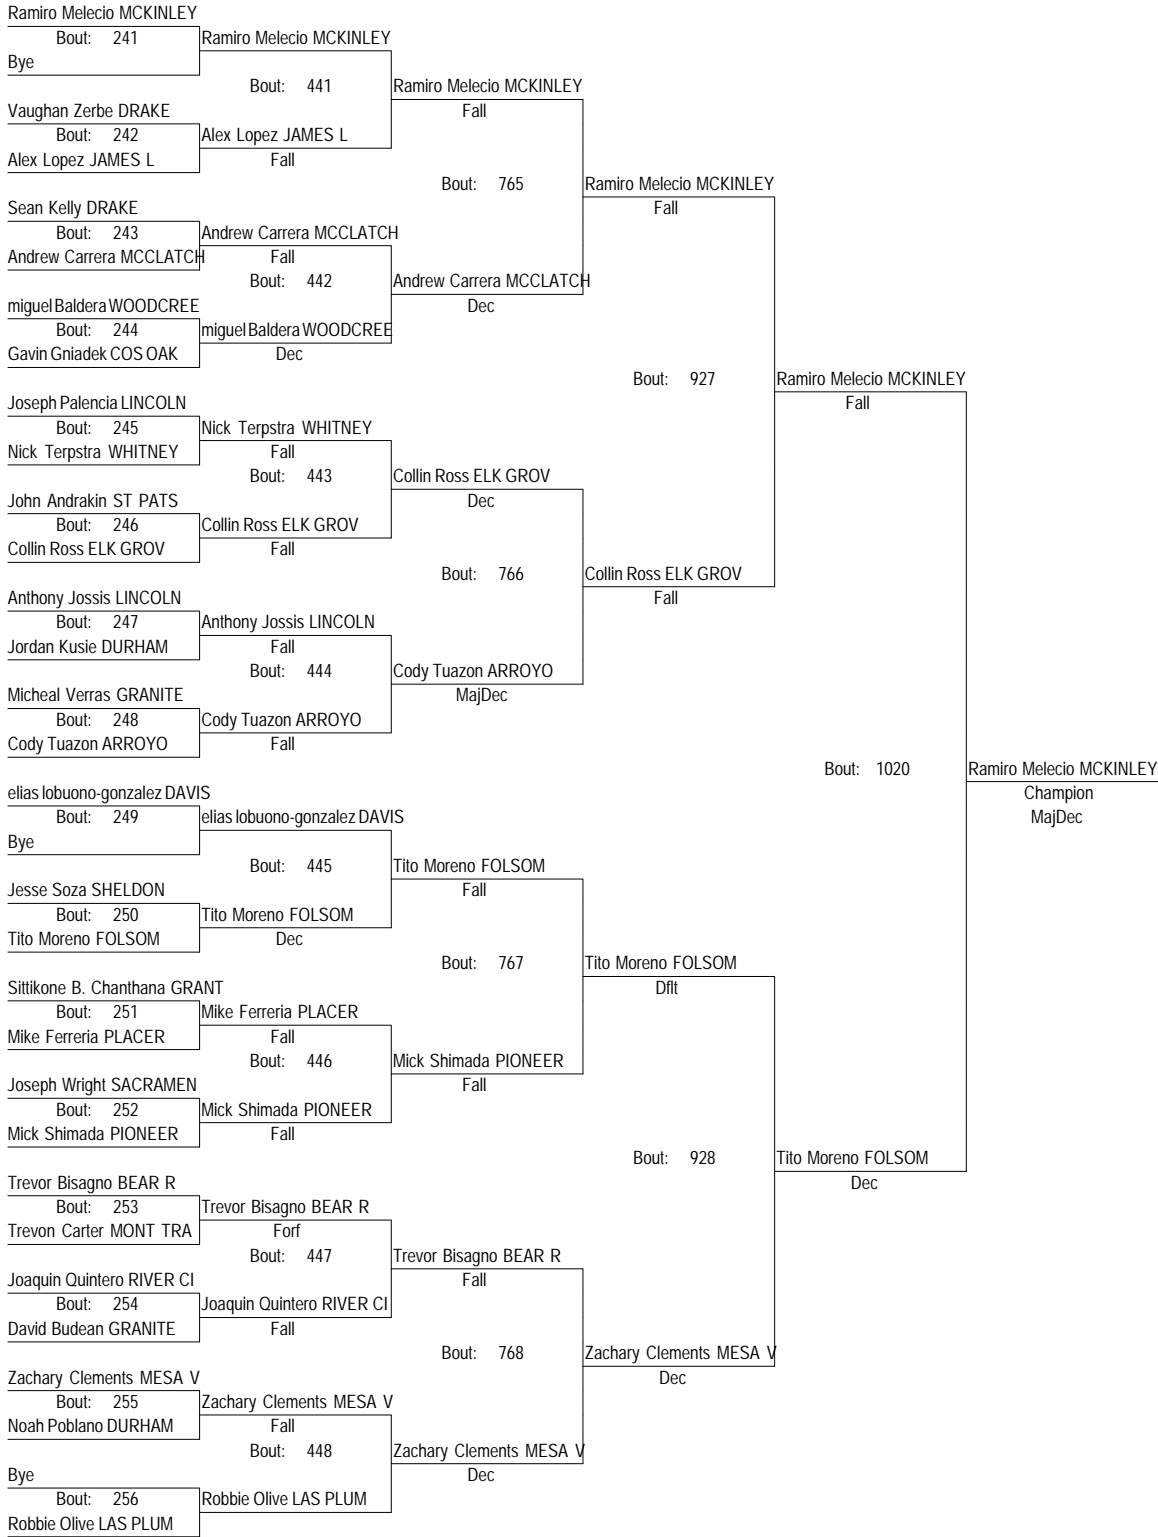 Ramiro Melecio MCKINLEY
Bout: 241
Ramiro Melecio MCKINLEY
Bye
Bout: 441
Ramiro Melecio MCKINLEY
Vaughan Zerbe DRAKE
Fall
Bout: 242
Alex Lopez JAMES L
Alex Lopez JAMES L
Fall
Bout: 765
Ramiro Melecio MCKINLEY
Sean Kelly DRAKE
Fall
Bout: 243
Andrew Carrera MCCLATCH
Andrew Carrera MCCLATCH
Fall
Bout: 442
Andrew Carrera MCCLATCH
miguel Baldera WOODCREE
Dec
Bout: 244
miguel Baldera WOODCREE
Gavin Gniadek COS OAK
Dec
Bout: 927
Ramiro Melecio MCKINLEY
Joseph Palencia LINCOLN
Fall
Bout: 245
Nick Terpstra WHITNEY
Nick Terpstra WHITNEY
Fall
Bout: 443
Collin Ross ELK GROV
John Andrakin ST PATS
Dec
Bout: 246
Collin Ross ELK GROV
Collin Ross ELK GROV
Fall
Bout: 766
Collin Ross ELK GROV
Anthony Jossis LINCOLN
Fall
Bout: 247
Anthony Jossis LINCOLN
Jordan Kusie DURHAM
Fall
Bout: 444
Cody Tuazon ARROYO
Micheal Verras GRANITE
MajDec
Bout: 248
Cody Tuazon ARROYO
Cody Tuazon ARROYO
Fall
Bout: 1020
Ramiro Melecio MCKINLEY
elias lobuono-gonzalez DAVIS
Champion
Bout: 249
elias lobuono-gonzalez DAVIS
MajDec
Bye
Bout: 445
Tito Moreno FOLSOM
Jesse Soza SHELDON
Fall
Bout: 250
Tito Moreno FOLSOM
Tito Moreno FOLSOM
Dec
Bout: 767
Tito Moreno FOLSOM
Sittikone B. Chanthana GRANT
Dflt
Bout: 251
Mike Ferreria PLACER
Mike Ferreria PLACER
Fall
Bout: 446
Mick Shimada PIONEER
Joseph Wright SACRAMEN
Fall
Bout: 252
Mick Shimada PIONEER
Mick Shimada PIONEER
Fall
Bout: 928
Tito Moreno FOLSOM
Trevor Bisagno BEAR R
Dec
Bout: 253
Trevor Bisagno BEAR R
Trevon Carter MONT TRA
Forf
Bout: 447
Trevor Bisagno BEAR R
Joaquin Quintero RIVER CI
Fall
Bout: 254
Joaquin Quintero RIVER CI
David Budean GRANITE
Fall
Bout: 768
Zachary Clements MESA V
Zachary Clements MESA V
Dec
Bout: 255
Zachary Clements MESA V
Noah Poblano DURHAM
Fall
Bout: 448
Zachary Clements MESA V
Bye
Dec
Bout: 256
Robbie Olive LAS PLUM
Robbie Olive LAS PLUM